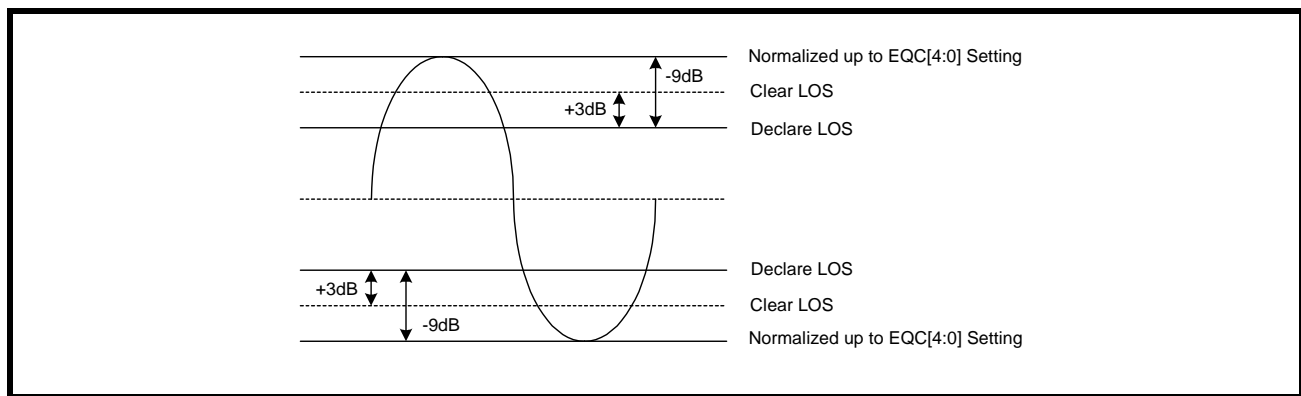 Normalized up to EQC[4:0] Setting
-9dB
Clear LOS
+3dB
Declare LOS
Declare LOS
+3dB
Clear LOS
-9dB
Normalized up to EQC[4:0] Setting